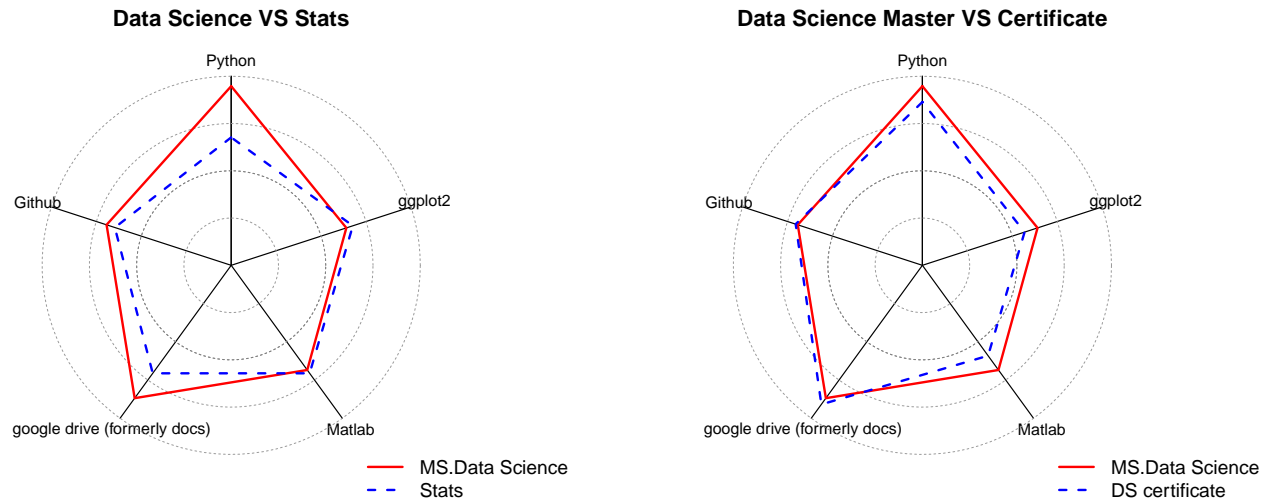 Data Science VS Stats
Python
ggplot2
Github
google drive (formerly docs)
Matlab
MS.Data Science
Stats
Data Science Master VS Certificate
Python
ggplot2
Github
google drive (formerly docs)
Matlab
MS.Data Science
DS certificate